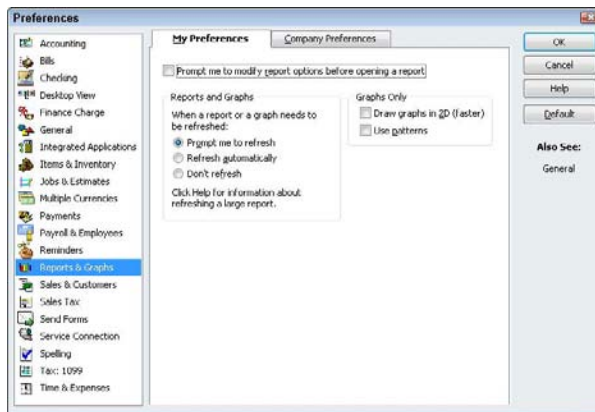 Preferences
Accounting
Bills
Checking
Desktop View
Finance Charge
General
Integrated Applications
Items & Inventory
Jobs & Estimates
Multiple Currencies
Payments
Payroll & Employees
Reminders
Reports & Graphs
Sales & Customers
Sales Tax
Send Forms
Service Connection
Spelling
Tax: 1099
Time & Expenses
My Preferences
Company Preferences
Prompt me to modify report options before opening a report
Reports and Graphs
When a report or a graph needs to
be refreshed:
Prompt me to refresh
Refresh automatically
Don't refresh
Click Help for information about
refreshing a large report.
Graphs Only
Draw graphs in 2D (faster)
Use patterns
OK
Cancel
Help
Default
Also See:
General